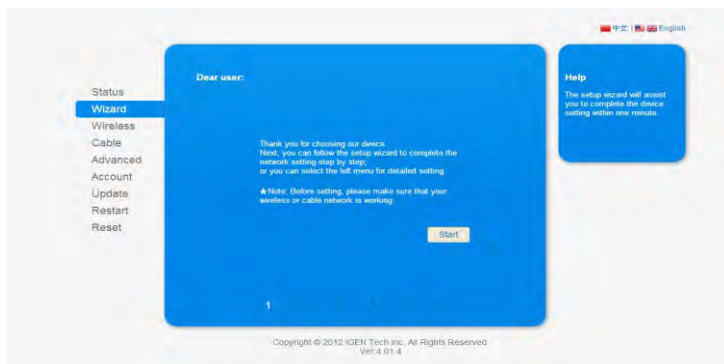 中文 | English
Status
Wizard
Wireless
Cable
Advanced
Account
Update
Restart
Reset
Dear user:
Thank you for choosing our device.
Next, you can follow the setup wizard to complete the
network setting step by step;
or you can select the left menu for detailed setting.
★Note: Before setting, please make sure that your
wireless or cable network is working.
Start
1
Help
The setup wizard will assist
you to complete the device
setting within one minute.
Copyright © 2012 IGEN Tech Inc. All Rights Reserved.
Ver:4.01.4